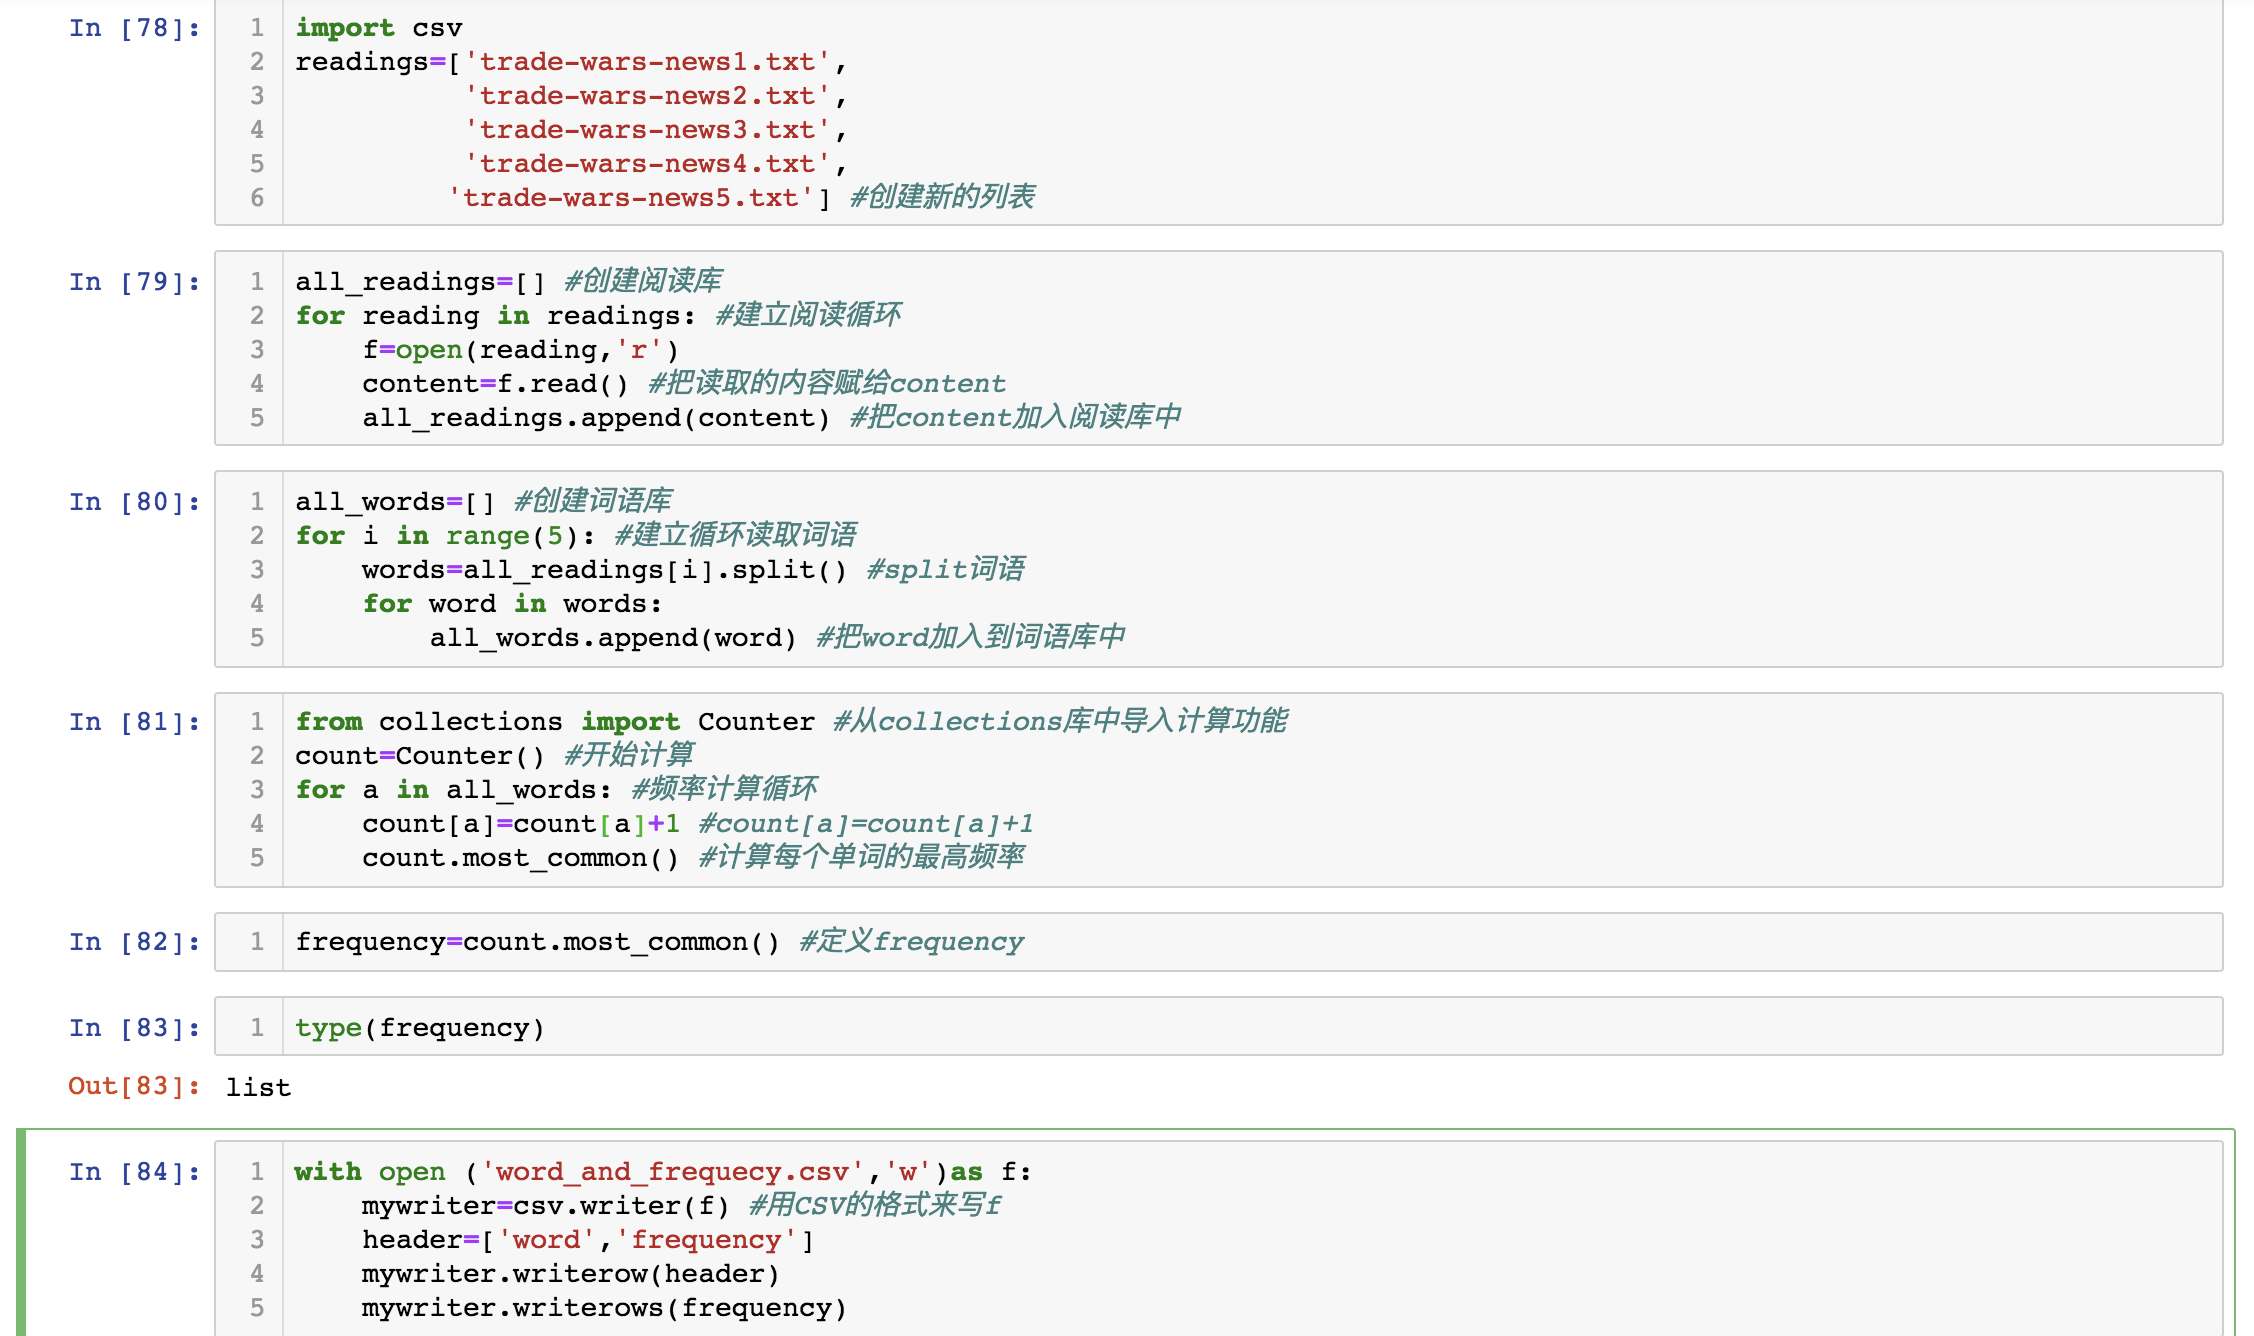 In [78]:
1 import csv
2 readings=['trade-wars-news1.txt',
3           'trade-wars-news2.txt',
4           'trade-wars-news3.txt',
5           'trade-wars-news4.txt',
6          'trade-wars-news5.txt'] #创建新的列表
In [79]:
1 all_readings=[] #创建阅读库
2 for reading in readings: #建立阅读循环
3     f=open(reading,'r')
4     content=f.read() #把读取的内容赋给content
5     all_readings.append(content) #把content加入阅读库中
In [80]:
1 all_words=[] #创建词语库
2 for i in range(5): #建立循环读取词语
3     words=all_readings[i].split() #split词语
4     for word in words:
5         all_words.append(word) #把word加入到词语库中
In [81]:
1 from collections import Counter #从collections库中导入计算功能
2 count=Counter() #开始计算
3 for a in all_words: #频率计算循环
4     count[a]=count[a]+1 #count[a]=count[a]+1
5     count.most_common() #计算每个单词的最高频率
In [82]:
1 frequency=count.most_common() #定义frequency
In [83]:
1 type(frequency)
Out[83]: list
In [84]:
1 with open ('word_and_frequecy.csv','w')as f:
2     mywriter=csv.writer(f) #用CSV的格式来写f
3     header=['word','frequency']
4     mywriter.writerow(header)
5     mywriter.writerows(frequency)